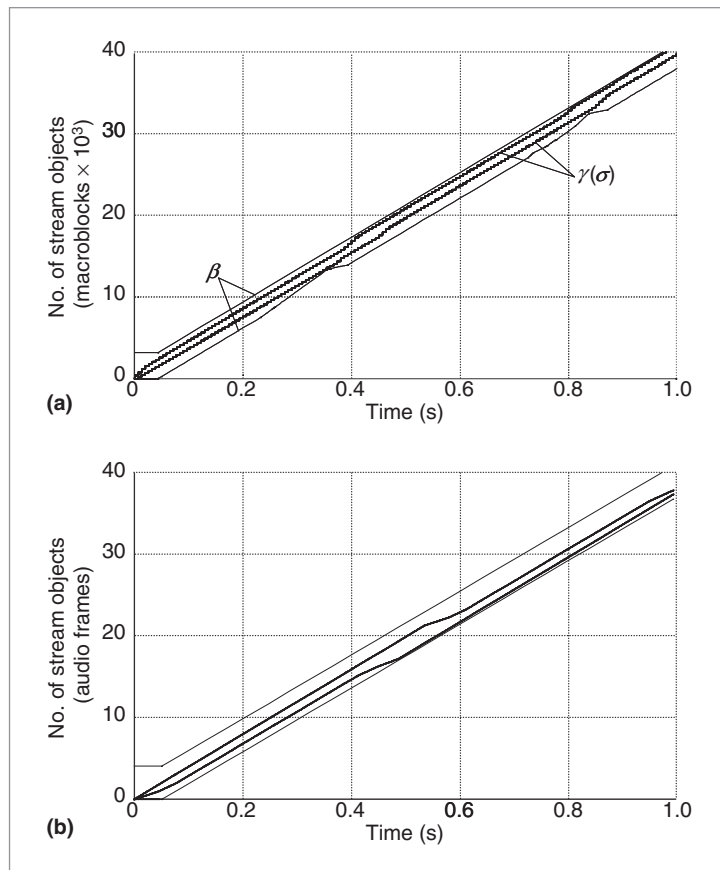 40
30
20
10
0
No. of stream objects
(macroblocks × 10³)
β
γ(σ)
0 0.2 0.4 0.6 0.8 1.0
Time (s)
(a)
40
30
20
10
0
No. of stream objects
(audio frames)
0 0.2 0.4 0.6 0.8 1.0
Time (s)
(b)